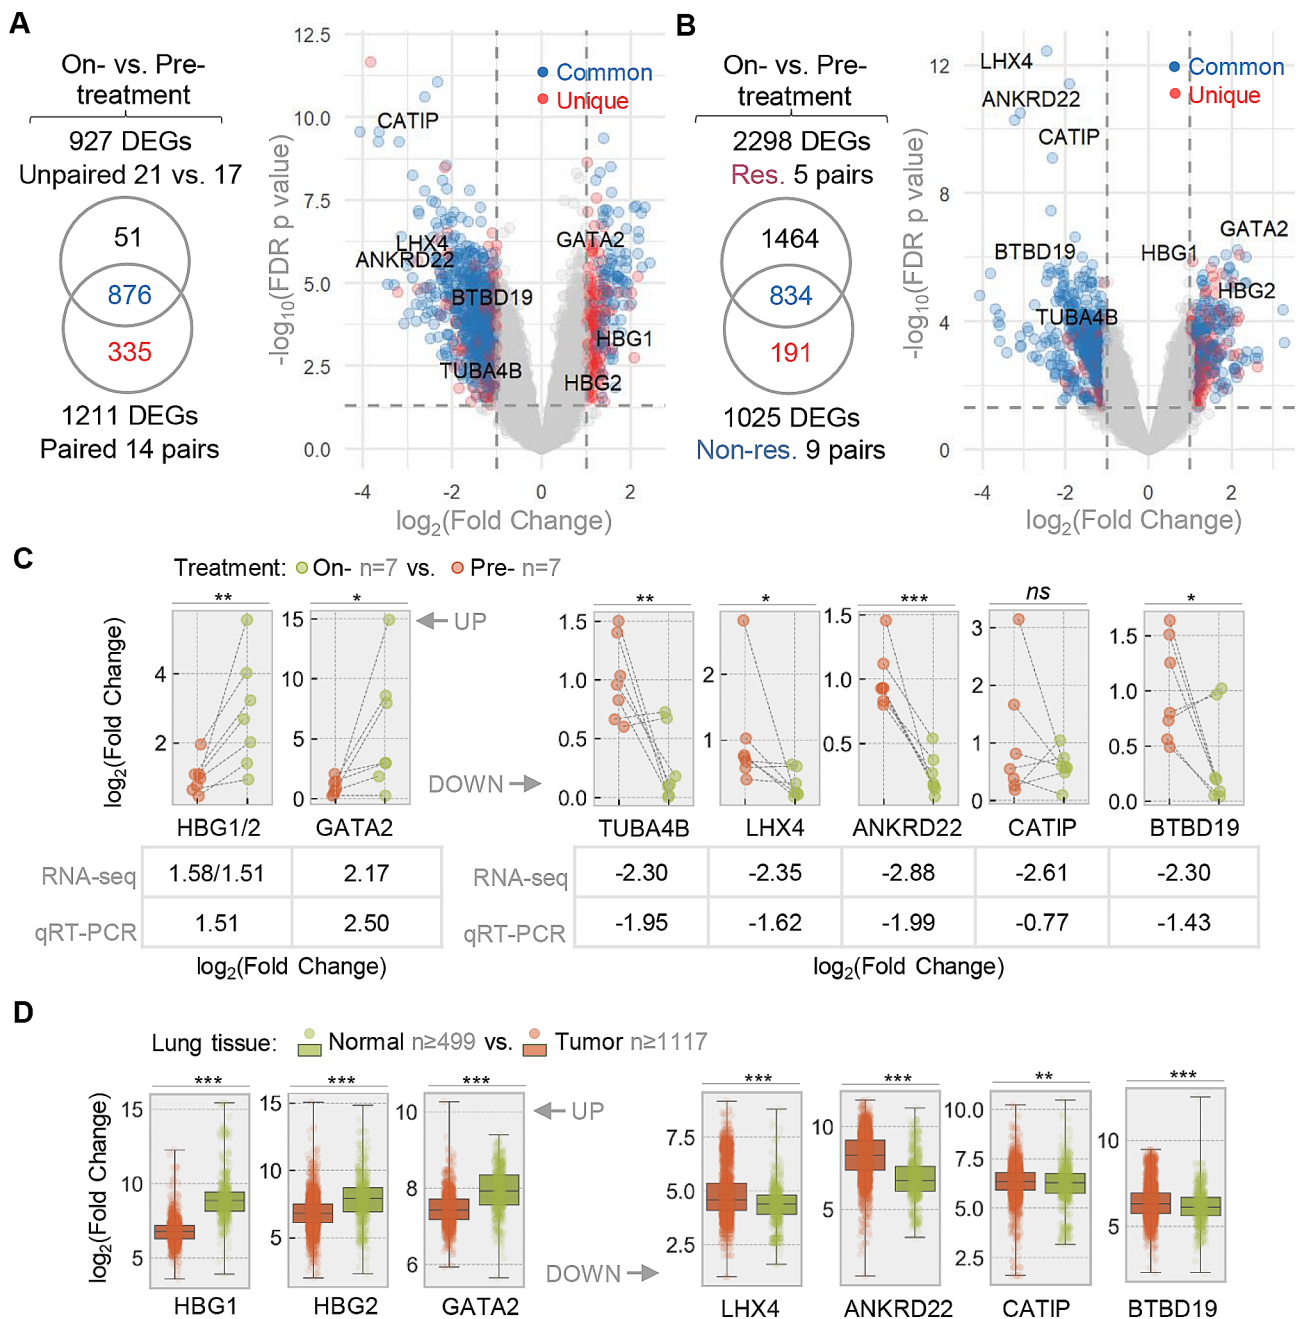 A
On- vs. Pre-
treatment
927 DEGs
Unpaired 21 vs. 17
51
876
335
1211 DEGs
Paired 14 pairs
-log10(FDR p value)
12.5
10.0
7.5
5.0
2.5
0.0
Common
Unique
CATIP
LHX4
ANKRD22
BTBD19
TUBA4B
GATA2
HBG1
HBG2
-4
-2
0
2
log2(Fold Change)
B
On- vs. Pre-
treatment
2298 DEGs
Res. 5 pairs
1464
834
191
1025 DEGs
Non-res. 9 pairs
-log10(FDR p value)
12
8
4
0
Common
Unique
LHX4
ANKRD22
CATIP
BTBD19
TUBA4B
GATA2
HBG1
HBG2
-4
-2
0
2
log2(Fold Change)
C
Treatment: On- n=7 vs. Pre- n=7
log2(Fold Change)
** * UP
4
2
15
10
5
0
HBG1/2 GATA2
DOWN
** * *** ns *
1.5
1.0
0.5
0.0
2
1
1.5
1.0
0.5
3
2
1
0
1.5
1.0
0.5
0.0
TUBA4B LHX4 ANKRD22 CATIP BTBD19
RNA-seq 1.58/1.51 2.17
qRT-PCR 1.51 2.50
log2(Fold Change)
RNA-seq -2.30 -2.35 -2.88 -2.61 -2.30
qRT-PCR -1.95 -1.62 -1.99 -0.77 -1.43
log2(Fold Change)
D
Lung tissue: Normal n≥499 vs. Tumor n≥1117
log2(Fold Change)
*** *** *** UP
15
10
5
15
10
5
10
8
6
HBG1 HBG2 GATA2
DOWN
*** *** ** ***
7.5
5.0
2.5
10
5
10.0
7.5
5.0
2.5
10
5
LHX4 ANKRD22 CATIP BTBD19